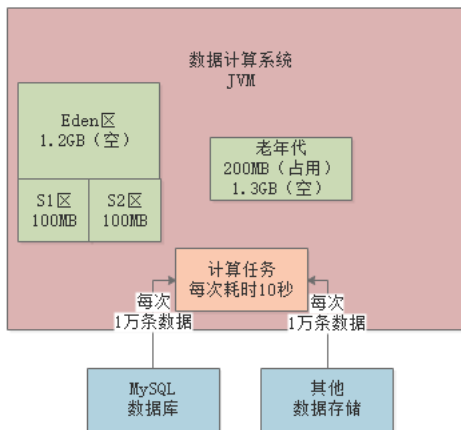 数据计算系统
JVM
Eden区
1.2GB（空）
S1区
100MB
S2区
100MB
老年代
200MB（占用）
1.3GB（空）
计算任务
每次耗时10秒
每次
1万条数据
每次
1万条数据
MySQL
数据库
其他
数据存储